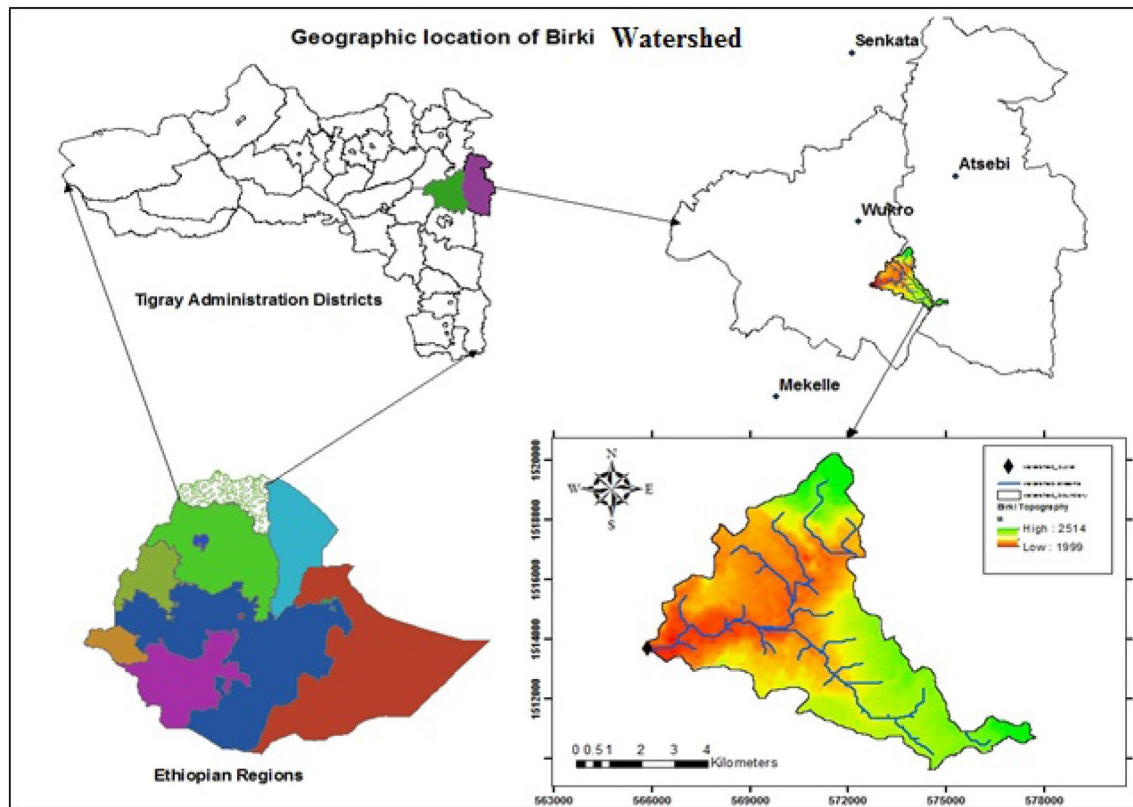 Geographic location of Birki Watershed
Senkata
Atsebi
Wukro
Tigray Administration Districts
Mekelle
N
W E
S
watershed_boundary
Birki Topography
High : 2514
Low : 1999
1520000
1518000
1516000
1514000
1512000
0 0.5 1 2 3 4
Kilometers
Ethiopian Regions
563000 566000 569000 572000 575000 578000